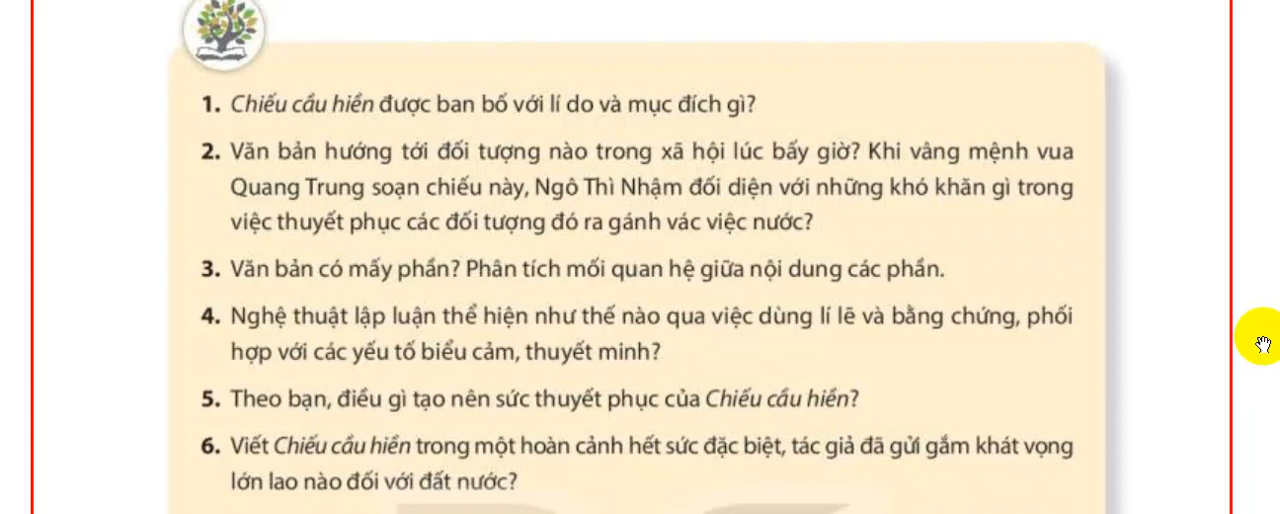 1. Chiếu cầu hiền được ban bố với lí do và mục đích gì?
2. Văn bản hướng tới đối tượng nào trong xã hội lúc bấy giờ? Khi vâng mệnh vua
Quang Trung soạn chiếu này, Ngô Thì Nhậm đối diện với những khó khăn gì trong
việc thuyết phục các đối tượng đó ra gánh vác việc nước?
3. Văn bản có mấy phần? Phân tích mối quan hệ giữa nội dung các phần.
4. Nghệ thuật lập luận thể hiện như thế nào qua việc dùng lí lẽ và bằng chứng, phối
hợp với các yếu tố biểu cảm, thuyết minh?
5. Theo bạn, điều gì tạo nên sức thuyết phục của Chiếu cầu hiền?
6. Viết Chiếu cầu hiền trong một hoàn cảnh hết sức đặc biệt, tác giả đã gửi gắm khát vọng
lớn lao nào đối với đất nước?